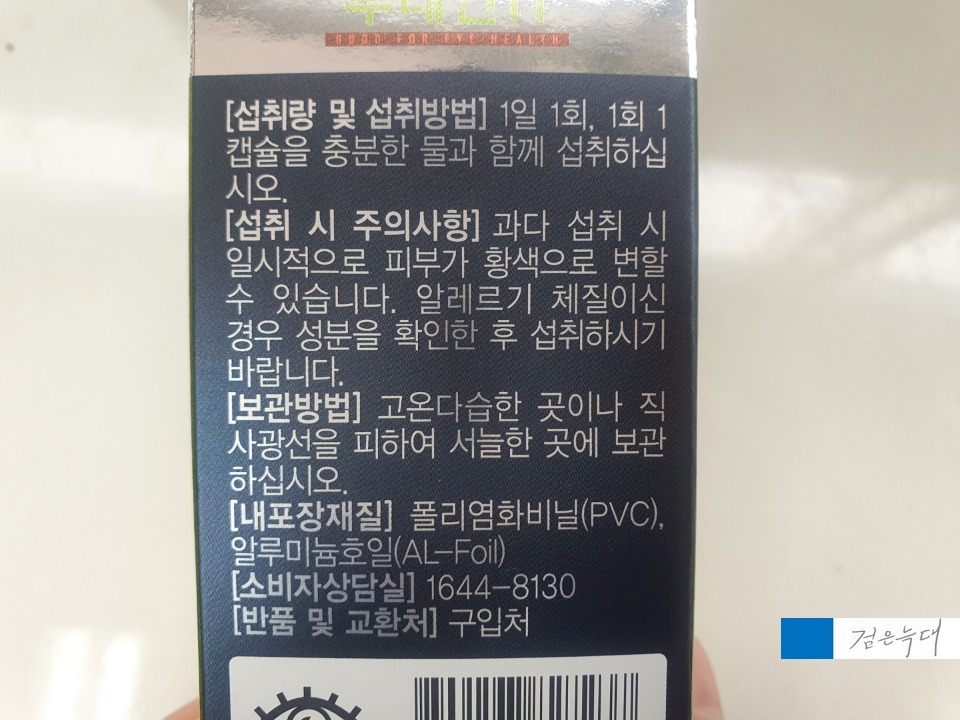 GOOD FOR EYE HEALTH
[섭취량 및 섭취방법] 1일 1회, 1회 1
캡슐을 충분한 물과 함께 섭취하십
시오.
[섭취 시 주의사항] 과다 섭취 시
일시적으로 피부가 황색으로 변할
수 있습니다. 알레르기 체질이신
경우 성분을 확인한 후 섭취하시기
바랍니다.
[보관방법] 고온다습한 곳이나 직
사광선을 피하여 서늘한 곳에 보관
하십시오.
[내포장재질] 폴리염화비닐(PVC),
알루미늄호일(AL-Foil)
[소비자상담실] 1644-8130
[반품 및 교환처] 구입처
검은늑대